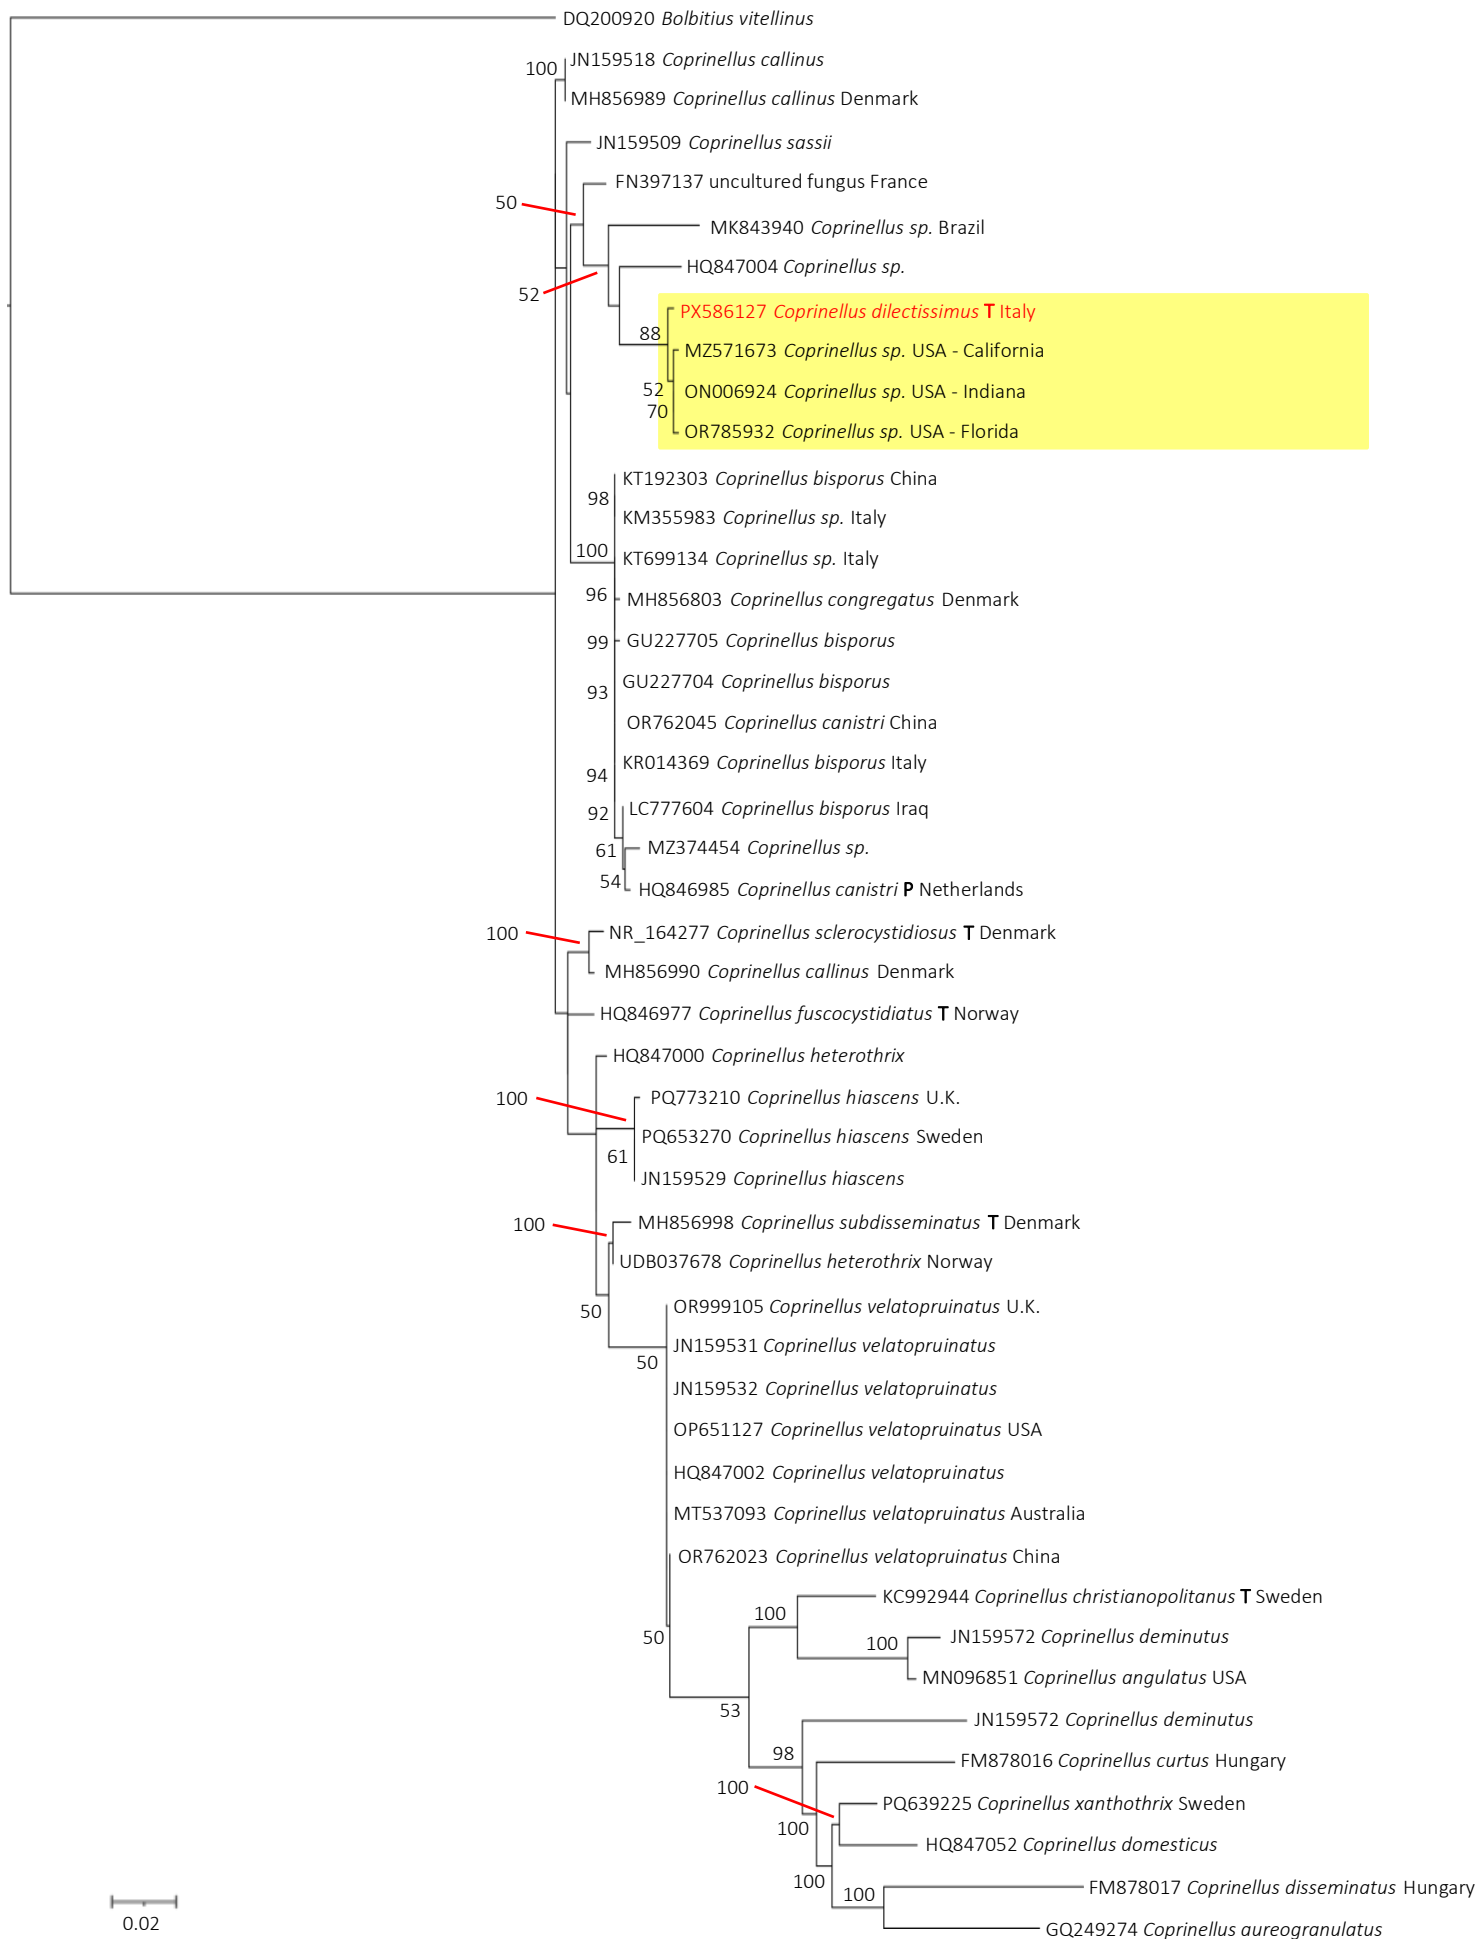 DQ200920 Bolbitius vitellinus
JN159518 Coprinellus callinus
100
MH856989 Coprinellus callinus Denmark
JN159509 Coprinellus sassii
FN397137 uncultured fungus France
50
MK843940 Coprinellus sp. Brazil
HQ847004 Coprinellus sp.
52
PX586127 Coprinellus dilectissimus T Italy
88
MZ571673 Coprinellus sp. USA - California
52
ON006924 Coprinellus sp. USA - Indiana
70
OR785932 Coprinellus sp. USA - Florida
KT192303 Coprinellus bisporus China
98
KM355983 Coprinellus sp. Italy
100
KT699134 Coprinellus sp. Italy
96
MH856803 Coprinellus congregatus Denmark
99
GU227705 Coprinellus bisporus
GU227704 Coprinellus bisporus
93
OR762045 Coprinellus canistri China
KR014369 Coprinellus bisporus Italy
94
LC777604 Coprinellus bisporus Iraq
92
MZ374454 Coprinellus sp.
61
54
HQ846985 Coprinellus canistri P Netherlands
100
NR_164277 Coprinellus sclerocystidiosus T Denmark
MH856990 Coprinellus callinus Denmark
HQ846977 Coprinellus fuscocystidiatus T Norway
HQ847000 Coprinellus heterothrix
100
PQ773210 Coprinellus hiascens U.K.
PQ653270 Coprinellus hiascens Sweden
61
JN159529 Coprinellus hiascens
100
MH856998 Coprinellus subdisseminatus T Denmark
UDB037678 Coprinellus heterothrix Norway
50
OR999105 Coprinellus velatopruinatus U.K.
JN159531 Coprinellus velatopruinatus
50
JN159532 Coprinellus velatopruinatus
OP651127 Coprinellus velatopruinatus USA
HQ847002 Coprinellus velatopruinatus
MT537093 Coprinellus velatopruinatus Australia
OR762023 Coprinellus velatopruinatus China
KC992944 Coprinellus christianopolitanus T Sweden
100
50
100
JN159572 Coprinellus deminutus
MN096851 Coprinellus angulatus USA
53
JN159572 Coprinellus deminutus
98
FM878016 Coprinellus curtus Hungary
100
PQ639225 Coprinellus xanthothrix Sweden
100
HQ847052 Coprinellus domesticus
100
100
FM878017 Coprinellus disseminatus Hungary
0.02
GQ249274 Coprinellus aureogranulatus